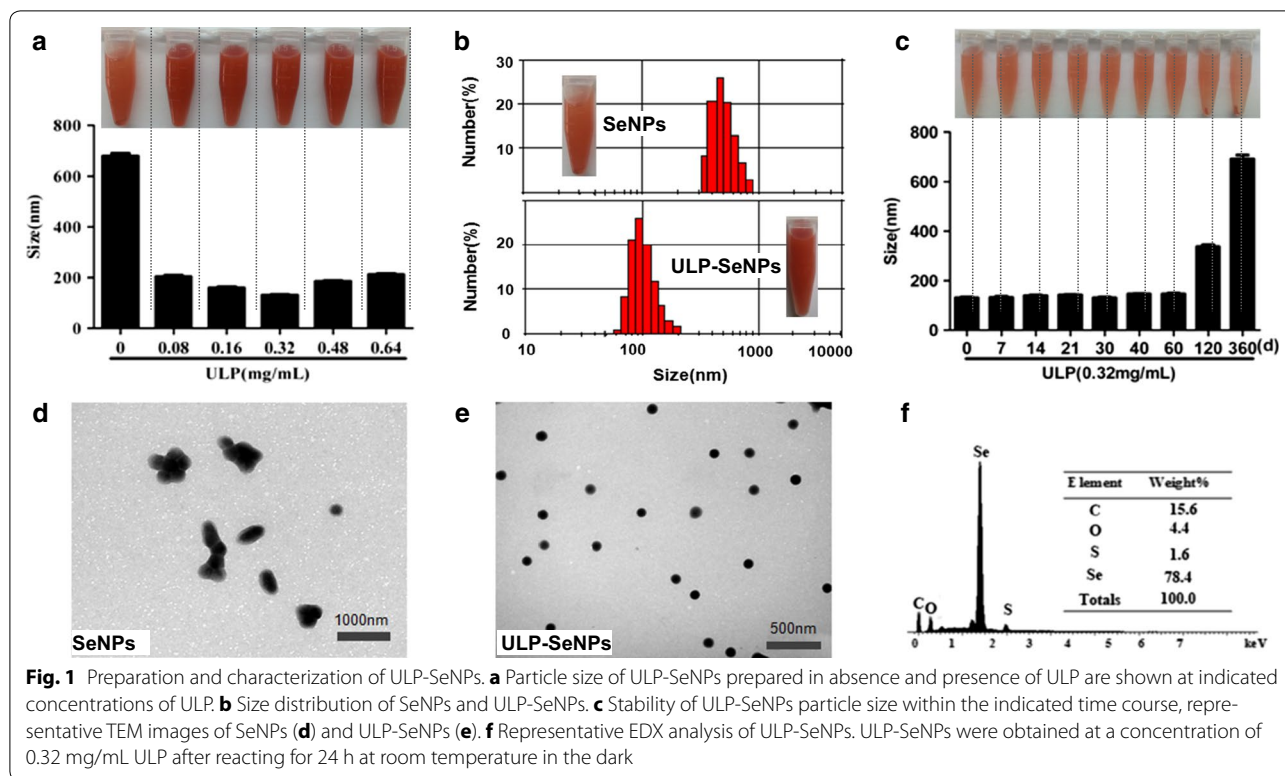 a
800
600
400
200
0
Size(nm)
0 0.08 0.16 0.32 0.48 0.64
ULP(mg/mL)
b
30
20
10
Number(%)
SeNPs
20
10
0
Number(%)
ULP-SeNPs
10 100 1000 10000
Size(nm)
c
800
600
400
200
0
Size(nm)
0 7 14 21 30 40 60 120 360(d)
ULP(0.32mg/mL)
d
SeNPs
1000nm
e
ULP-SeNPs
500nm
f
Se
C O S
0 1 2 3 4 5 6 7 keV
Element Weight%
C 15.6
O 4.4
S 1.6
Se 78.4
Totals 100.0
Fig. 1 Preparation and characterization of ULP-SeNPs. a Particle size of ULP-SeNPs prepared in absence and presence of ULP are shown at indicated
concentrations of ULP. b Size distribution of SeNPs and ULP-SeNPs. c Stability of ULP-SeNPs particle size within the indicated time course, repre-
sentative TEM images of SeNPs (d) and ULP-SeNPs (e). f Representative EDX analysis of ULP-SeNPs. ULP-SeNPs were obtained at a concentration of
0.32 mg/mL ULP after reacting for 24 h at room temperature in the dark